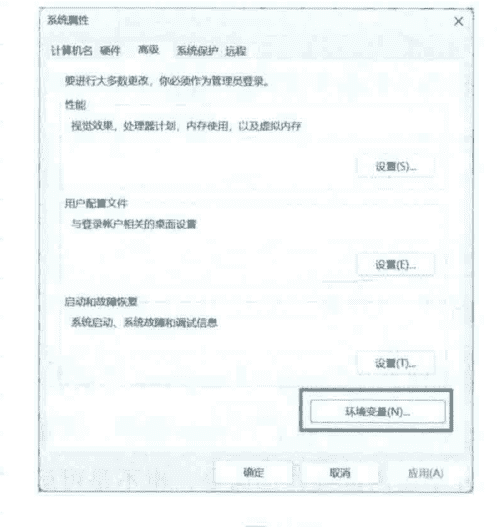 系统属性
计算机名 硬件 高级 系统保护 远程
要进行大多数更改，你必须作为管理员登录。
性能
视觉效果，处理器计划，内存使用，以及虚拟内存
设置(S)...
用户配置文件
与登录帐户相关的桌面设置
设置(E)...
启动和故障恢复
系统启动、系统故障和调试信息
设置(T)...
环境变量(N)...
确定 取消 应用(A)